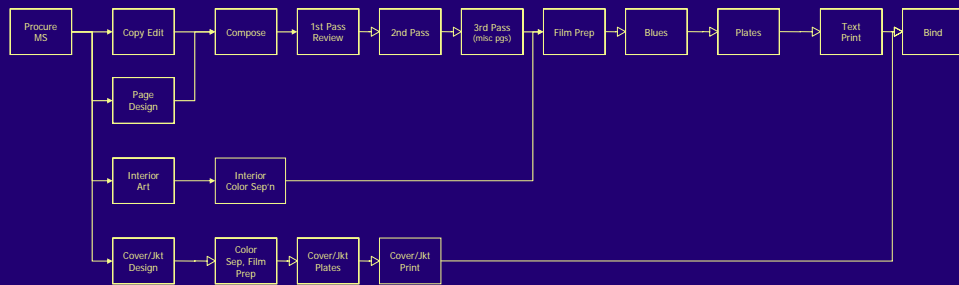 Procure
MS
Copy Edit
Compose
1st Pass
Review
2nd Pass
3rd Pass
(misc pgs)
Film Prep
Blues
Plates
Text
Print
Bind
Page
Design
Interior
Art
Interior
Color Sep'n
Cover/Jkt
Design
Color
Sep, Film
Prep
Cover/Jkt
Plates
Cover/Jkt
Print